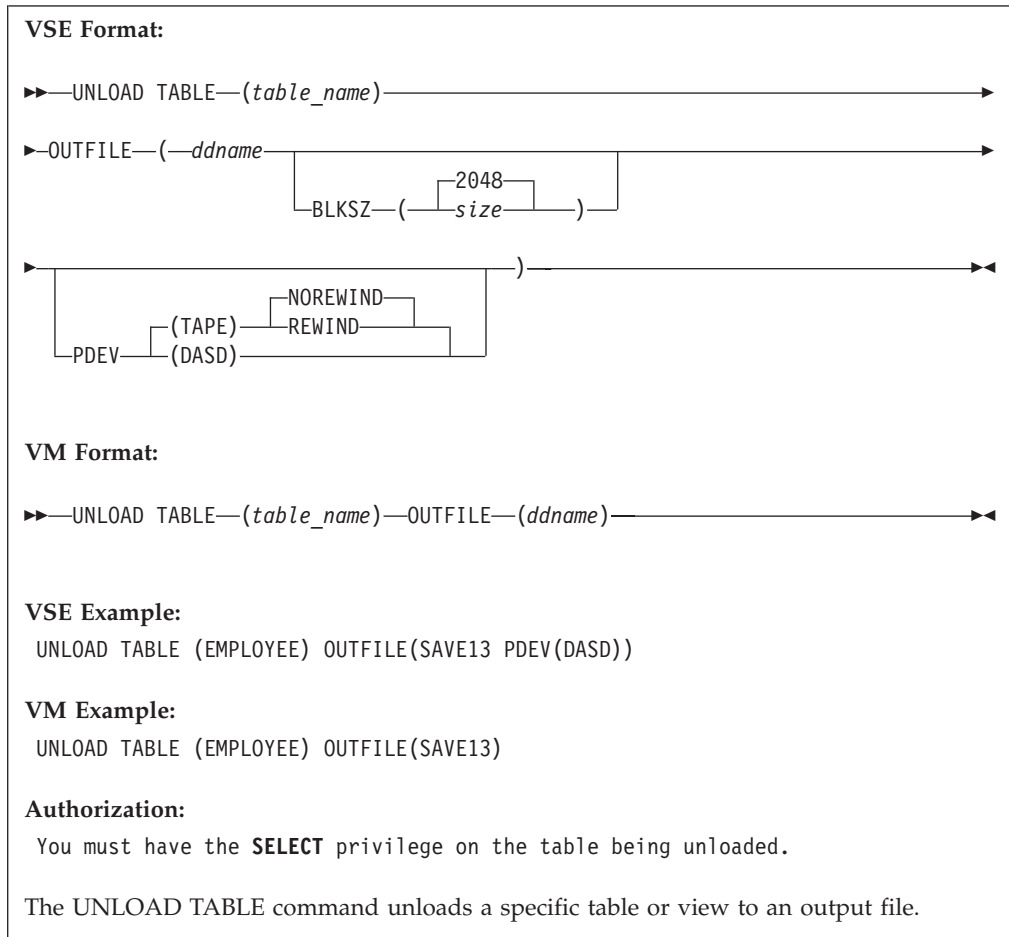 VSE Format:
UNLOAD TABLE (table_name)
OUTFILE ( ddname
2048
BLKSZ ( size )
)
NOREWIND
(TAPE) REWIND
PDEV (DASD)
VM Format:
UNLOAD TABLE (table_name) OUTFILE (ddname)
VSE Example:
UNLOAD TABLE (EMPLOYEE) OUTFILE(SAVE13 PDEV(DASD))
VM Example:
UNLOAD TABLE (EMPLOYEE) OUTFILE(SAVE13)
Authorization:
You must have the SELECT privilege on the table being unloaded.
The UNLOAD TABLE command unloads a specific table or view to an output file.